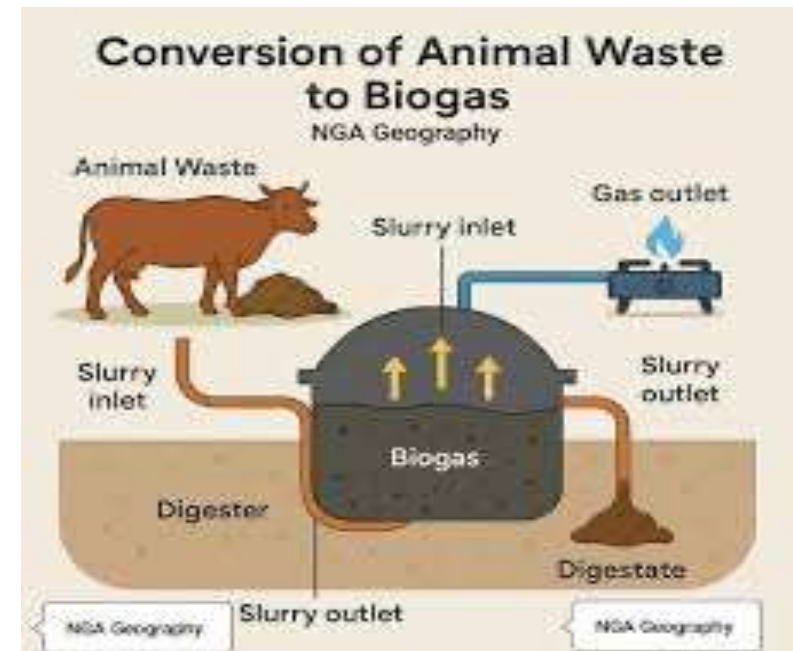 Conversion of Animal Waste
to Biogas
NGA Geography
Animal Waste
Gas outlet
Slurry inlet
Slurry
inlet
Slurry
outlet
Biogas
Digester
Digestate
Slurry outlet
NGA Geography
NGA Geography